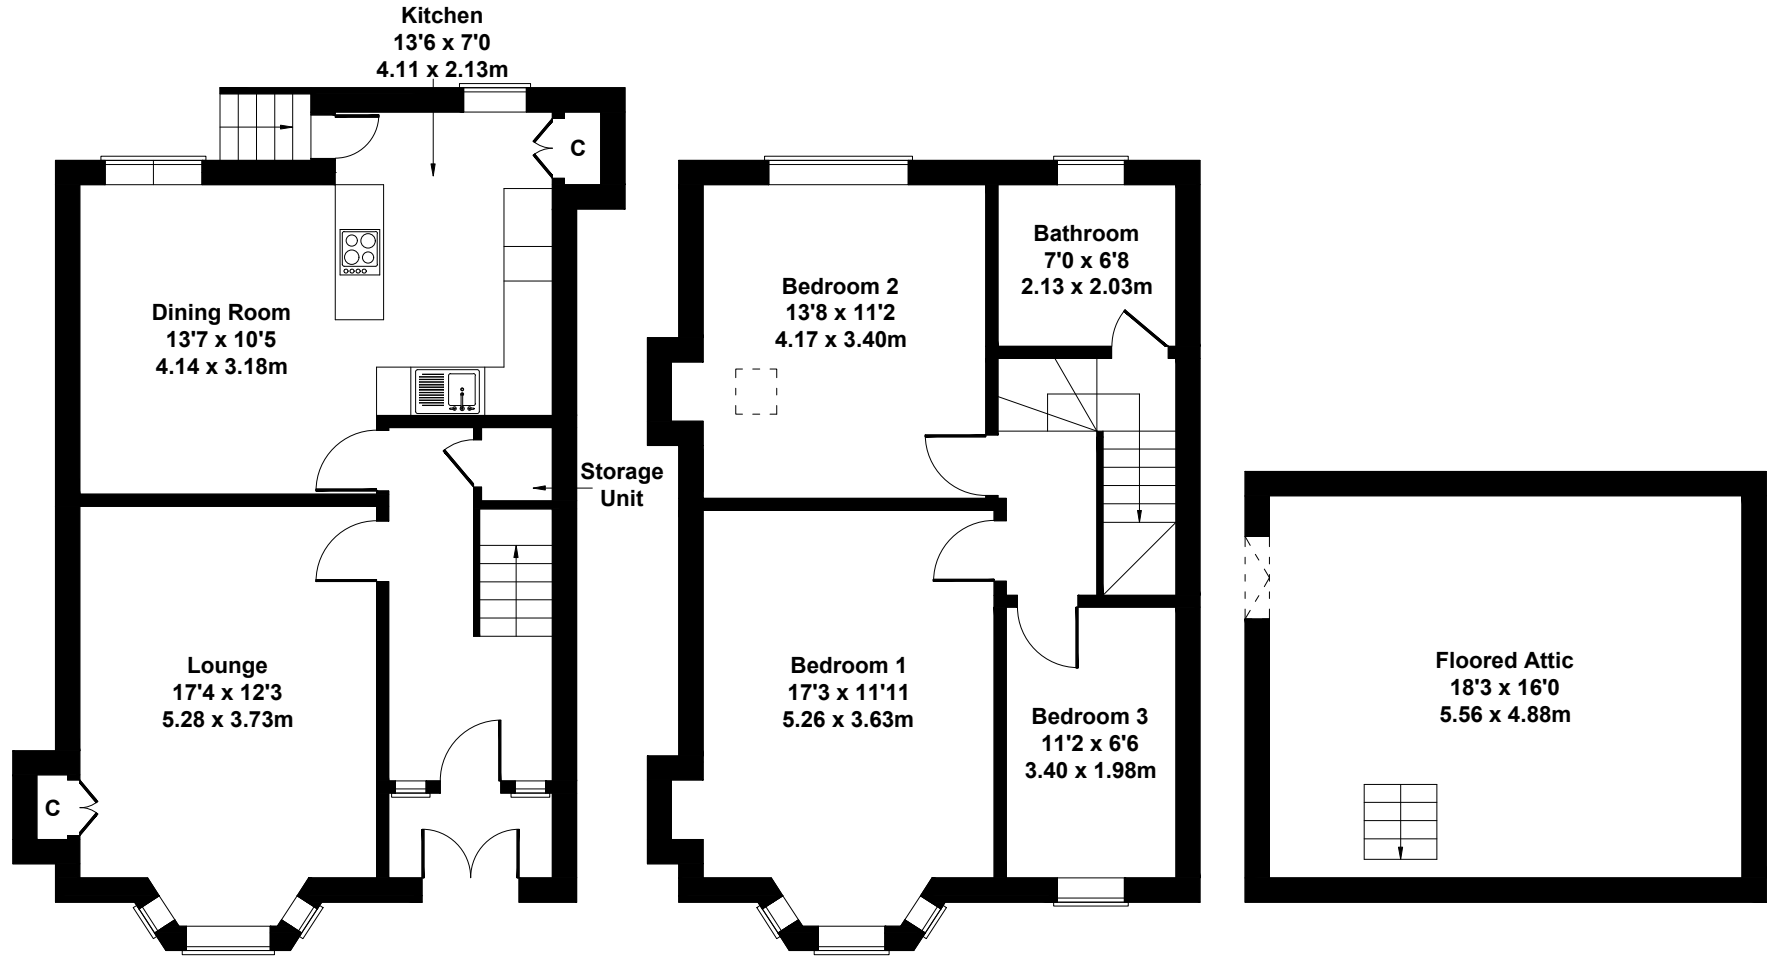 Kitchen
13'6 x 7'0
4.11 x 2.13m
C
Dining Room
13'7 x 10'5
4.14 x 3.18m
Storage
Unit
Lounge
17'4 x 12'3
5.28 x 3.73m
C
Bedroom 2
13'8 x 11'2
4.17 x 3.40m
Bathroom
7'0 x 6'8
2.13 x 2.03m
Bedroom 1
17'3 x 11'11
5.26 x 3.63m
Bedroom 3
11'2 x 6'6
3.40 x 1.98m
Floored Attic
18'3 x 16'0
5.56 x 4.88m